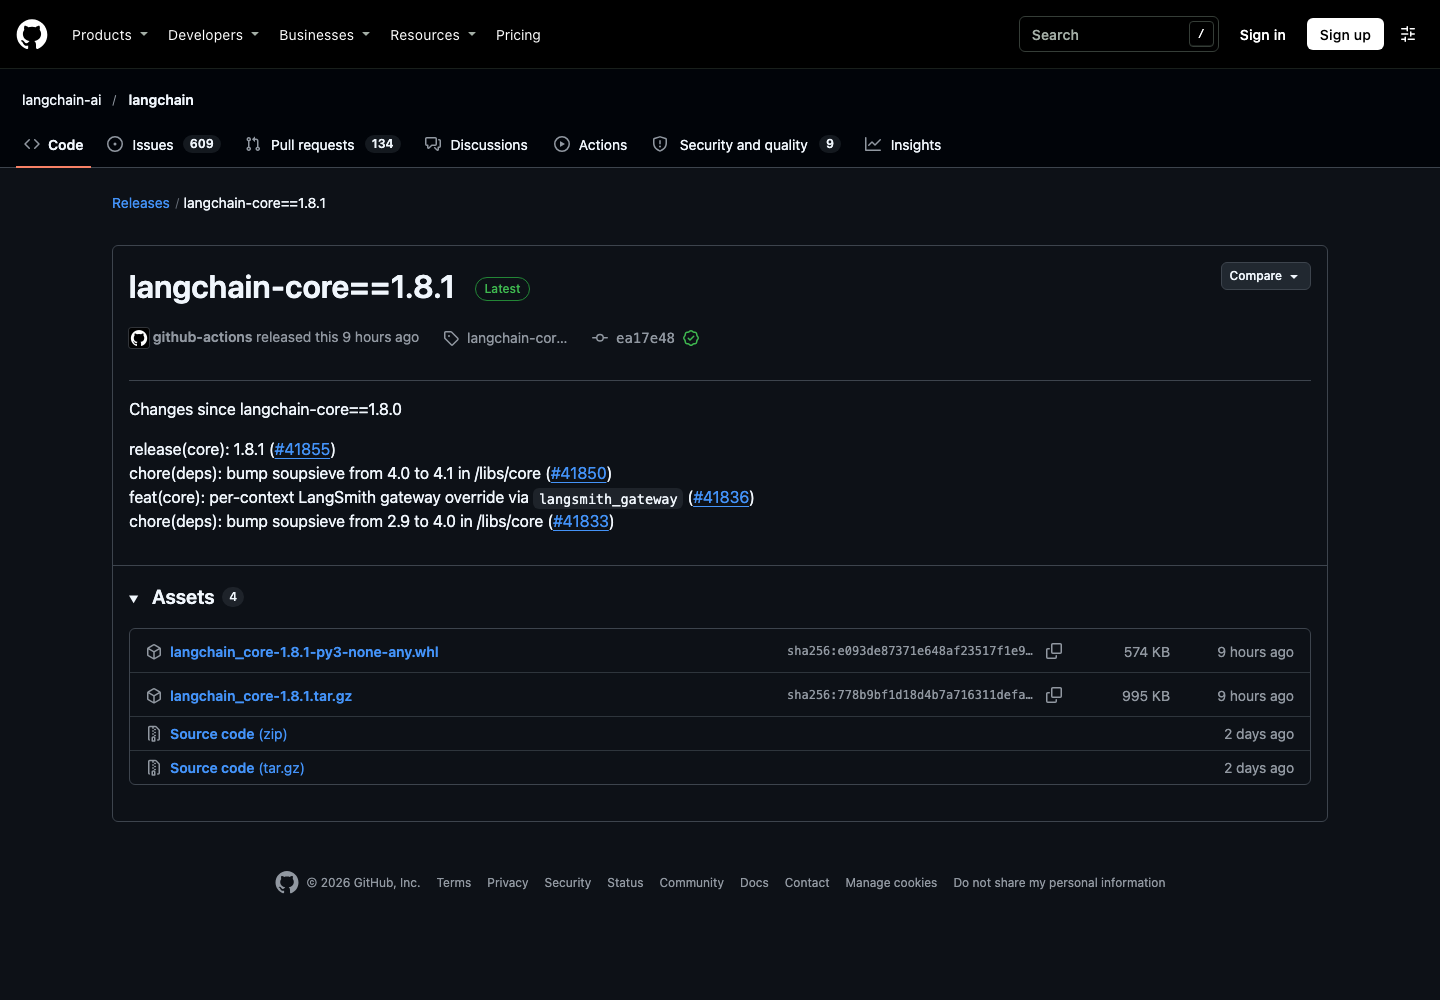 Products Developers Businesses Resources Pricing Search / Sign in Sign up
langchain-ai / langchain
Code Issues 609 Pull requests 134 Discussions Actions Security and quality 9 Insights
Releases / langchain-core==1.8.1
langchain-core==1.8.1 Latest Compare
github-actions released this 9 hours ago langchain-cor... ea17e48
Changes since langchain-core==1.8.0
release(core): 1.8.1 (#41855)
chore(deps): bump soupsieve from 4.0 to 4.1 in /libs/core (#41850)
feat(core): per-context LangSmith gateway override via langsmith_gateway (#41836)
chore(deps): bump soupsieve from 2.9 to 4.0 in /libs/core (#41833)
Assets 4
langchain_core-1.8.1-py3-none-any.whl sha256:e093de87371e648af23517f1e9… 574 KB 9 hours ago
langchain_core-1.8.1.tar.gz sha256:778b9bf1d18d4b7a716311defa… 995 KB 9 hours ago
Source code (zip) 2 days ago
Source code (tar.gz) 2 days ago
© 2026 GitHub, Inc. Terms Privacy Security Status Community Docs Contact Manage cookies Do not share my personal information